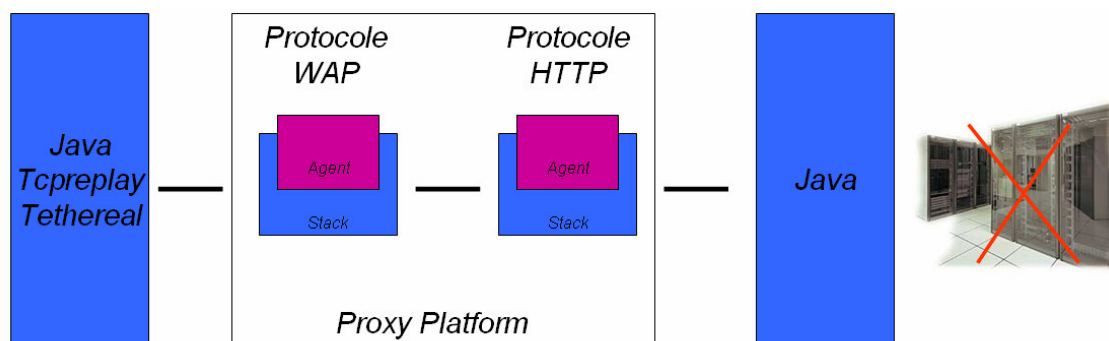 Java
Tcpreplay
Tethereal
Protocole
WAP
Agent
Stack
Protocole
HTTP
Agent
Stack
Proxy Platform
Java